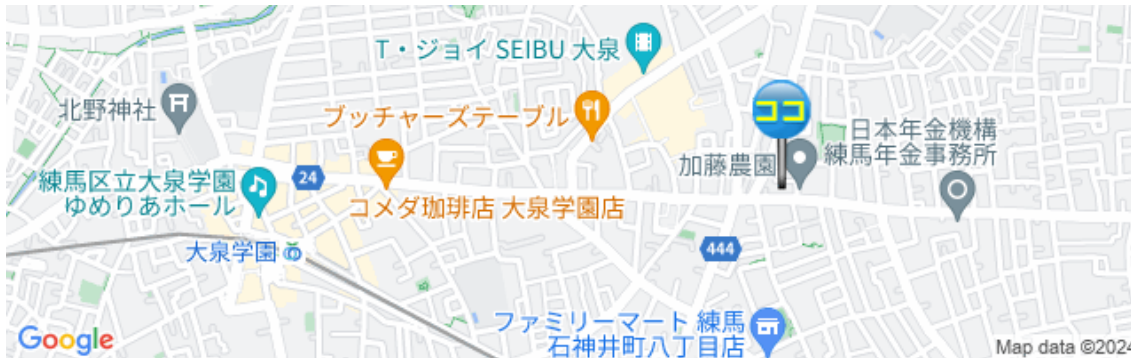 T・ジョイ SEIBU 大泉
北野神社
ブッチャーズテーブル
ココ
日本年金機構
練馬年金事務所
加藤農園
24
練馬区立大泉学園
ゆめりあホール
コメダ珈琲店 大泉学園店
大泉学園
444
ファミリーマート 練馬
石神井町八丁目店
Google
Map data ©2024